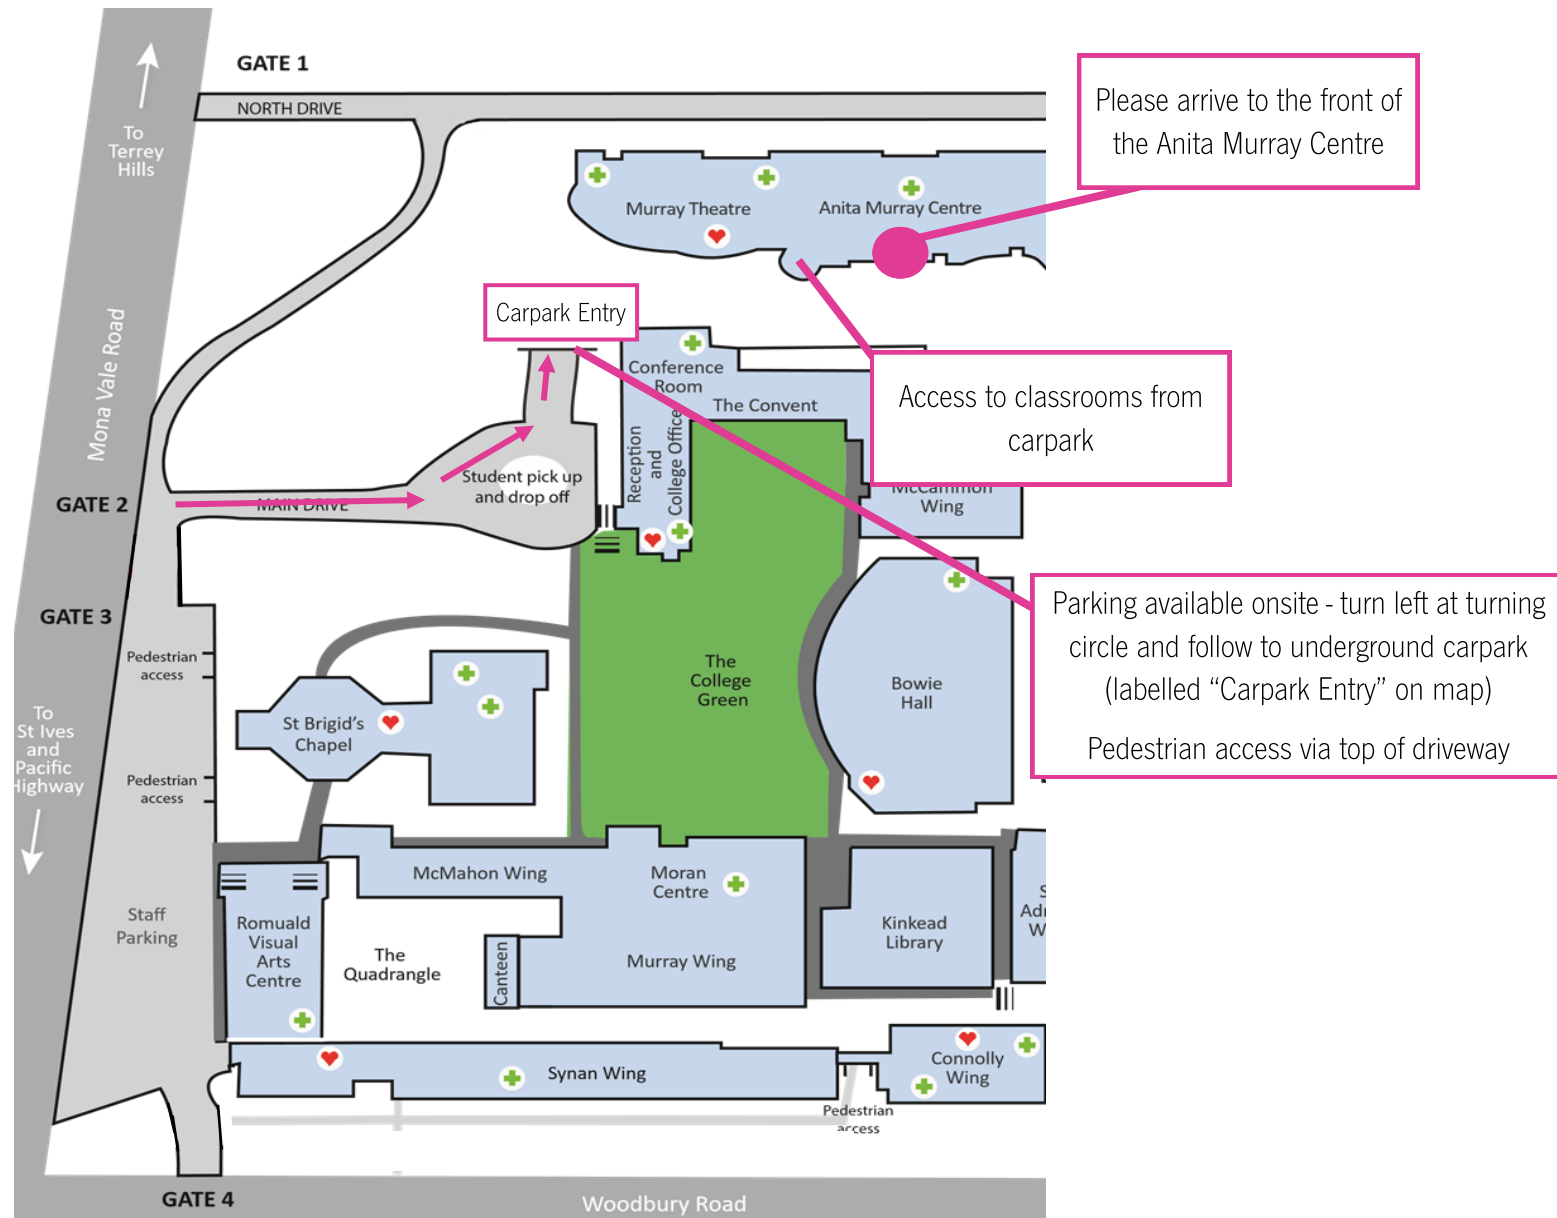 GATE 1
NORTH DRIVE
To
Terrey
Hills
Please arrive to the front of
the Anita Murray Centre
Murray Theatre
Anita Murray Centre
Carpark Entry
Mona Vale Road
Conference
Room
The Convent
Access to classrooms from
carpark
Reception
and
College Office
Student pick up
and drop off
GATE 2
MAIN DRIVE
McCammon
Wing
GATE 3
Pedestrian
access
Parking available onsite - turn left at turning
circle and follow to underground carpark
(labelled “Carpark Entry” on map)
Pedestrian access via top of driveway
The
College
Green
Bowie
Hall
To
St Ives
and
Pacific
Highway
St Brigid’s
Chapel
Pedestrian
access
McMahon Wing
Moran
Centre
Staff
Parking
Romuald
Visual
Arts
Centre
The
Quadrangle
Canteen
Murray Wing
Kinkead
Library
S
Ad
W
Synan Wing
Connolly
Wing
Pedestrian
access
GATE 4
Woodbury Road